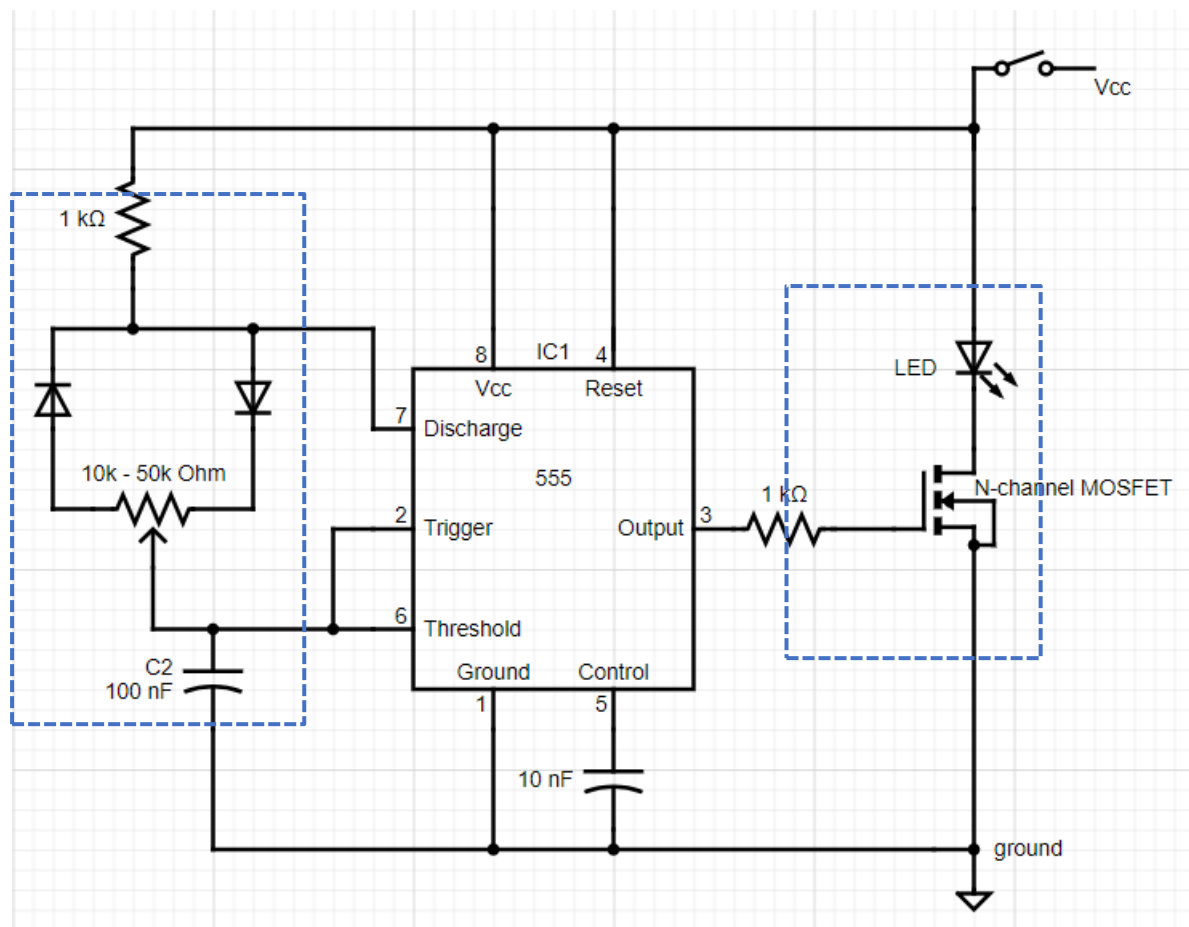 Vcc
1 kΩ
8
IC1
4
Vcc
Reset
LED
7
Discharge
10k - 50k Ohm
555
N-channel MOSFET
1 kΩ
2
Trigger
Output
3
6
Threshold
C2
100 nF
Ground
Control
1
5
10 nF
ground